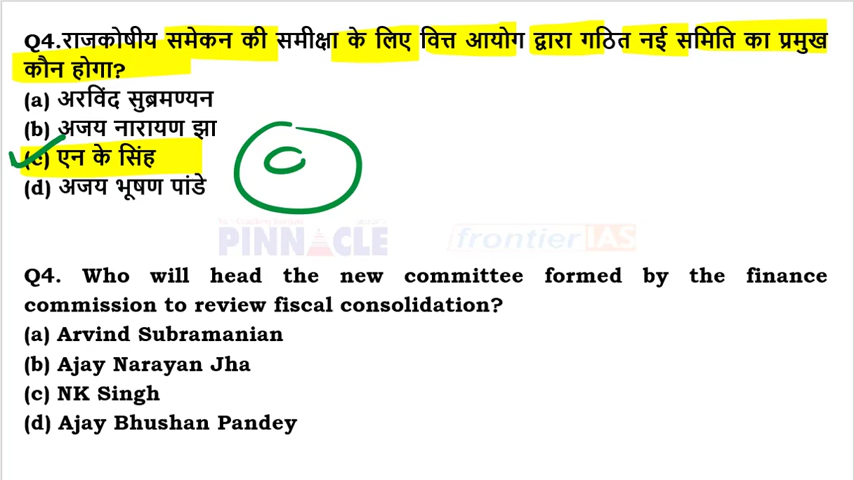 Q4.राजकोषीय समेकन की समीक्षा के लिए वित्त आयोग द्वारा गठित नई समिति का प्रमुख
कौन होगा?
(a) अरविंद सुब्रमण्यन
(b) अजय नारायण झा
(c) एन के सिंह
(d) अजय भूषण पांडे
C
PINNACLE frontier IAS
Q4. Who will head the new committee formed by the finance
commission to review fiscal consolidation?
(a) Arvind Subramanian
(b) Ajay Narayan Jha
(c) NK Singh
(d) Ajay Bhushan Pandey